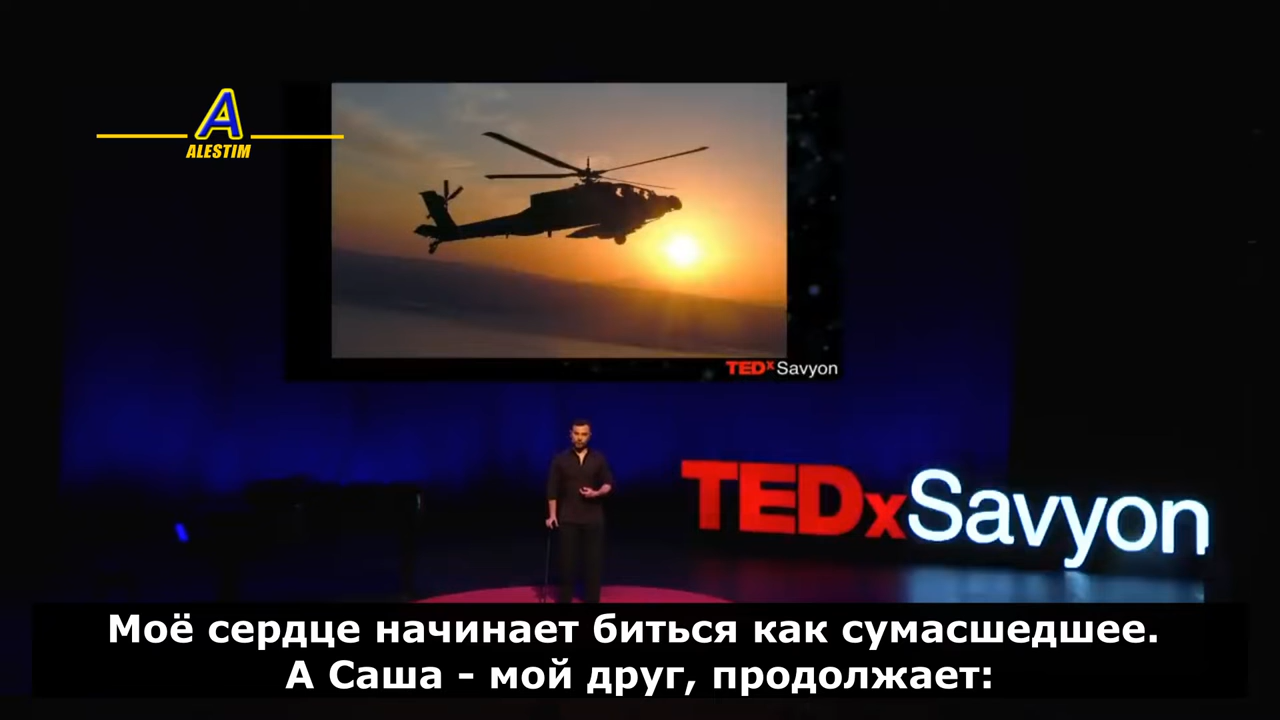 A
ALESTIM
TEDxSavyon
TEDxSavyon
Моё сердце начинает биться как сумасшедшее.
А Саша - мой друг, продолжает: